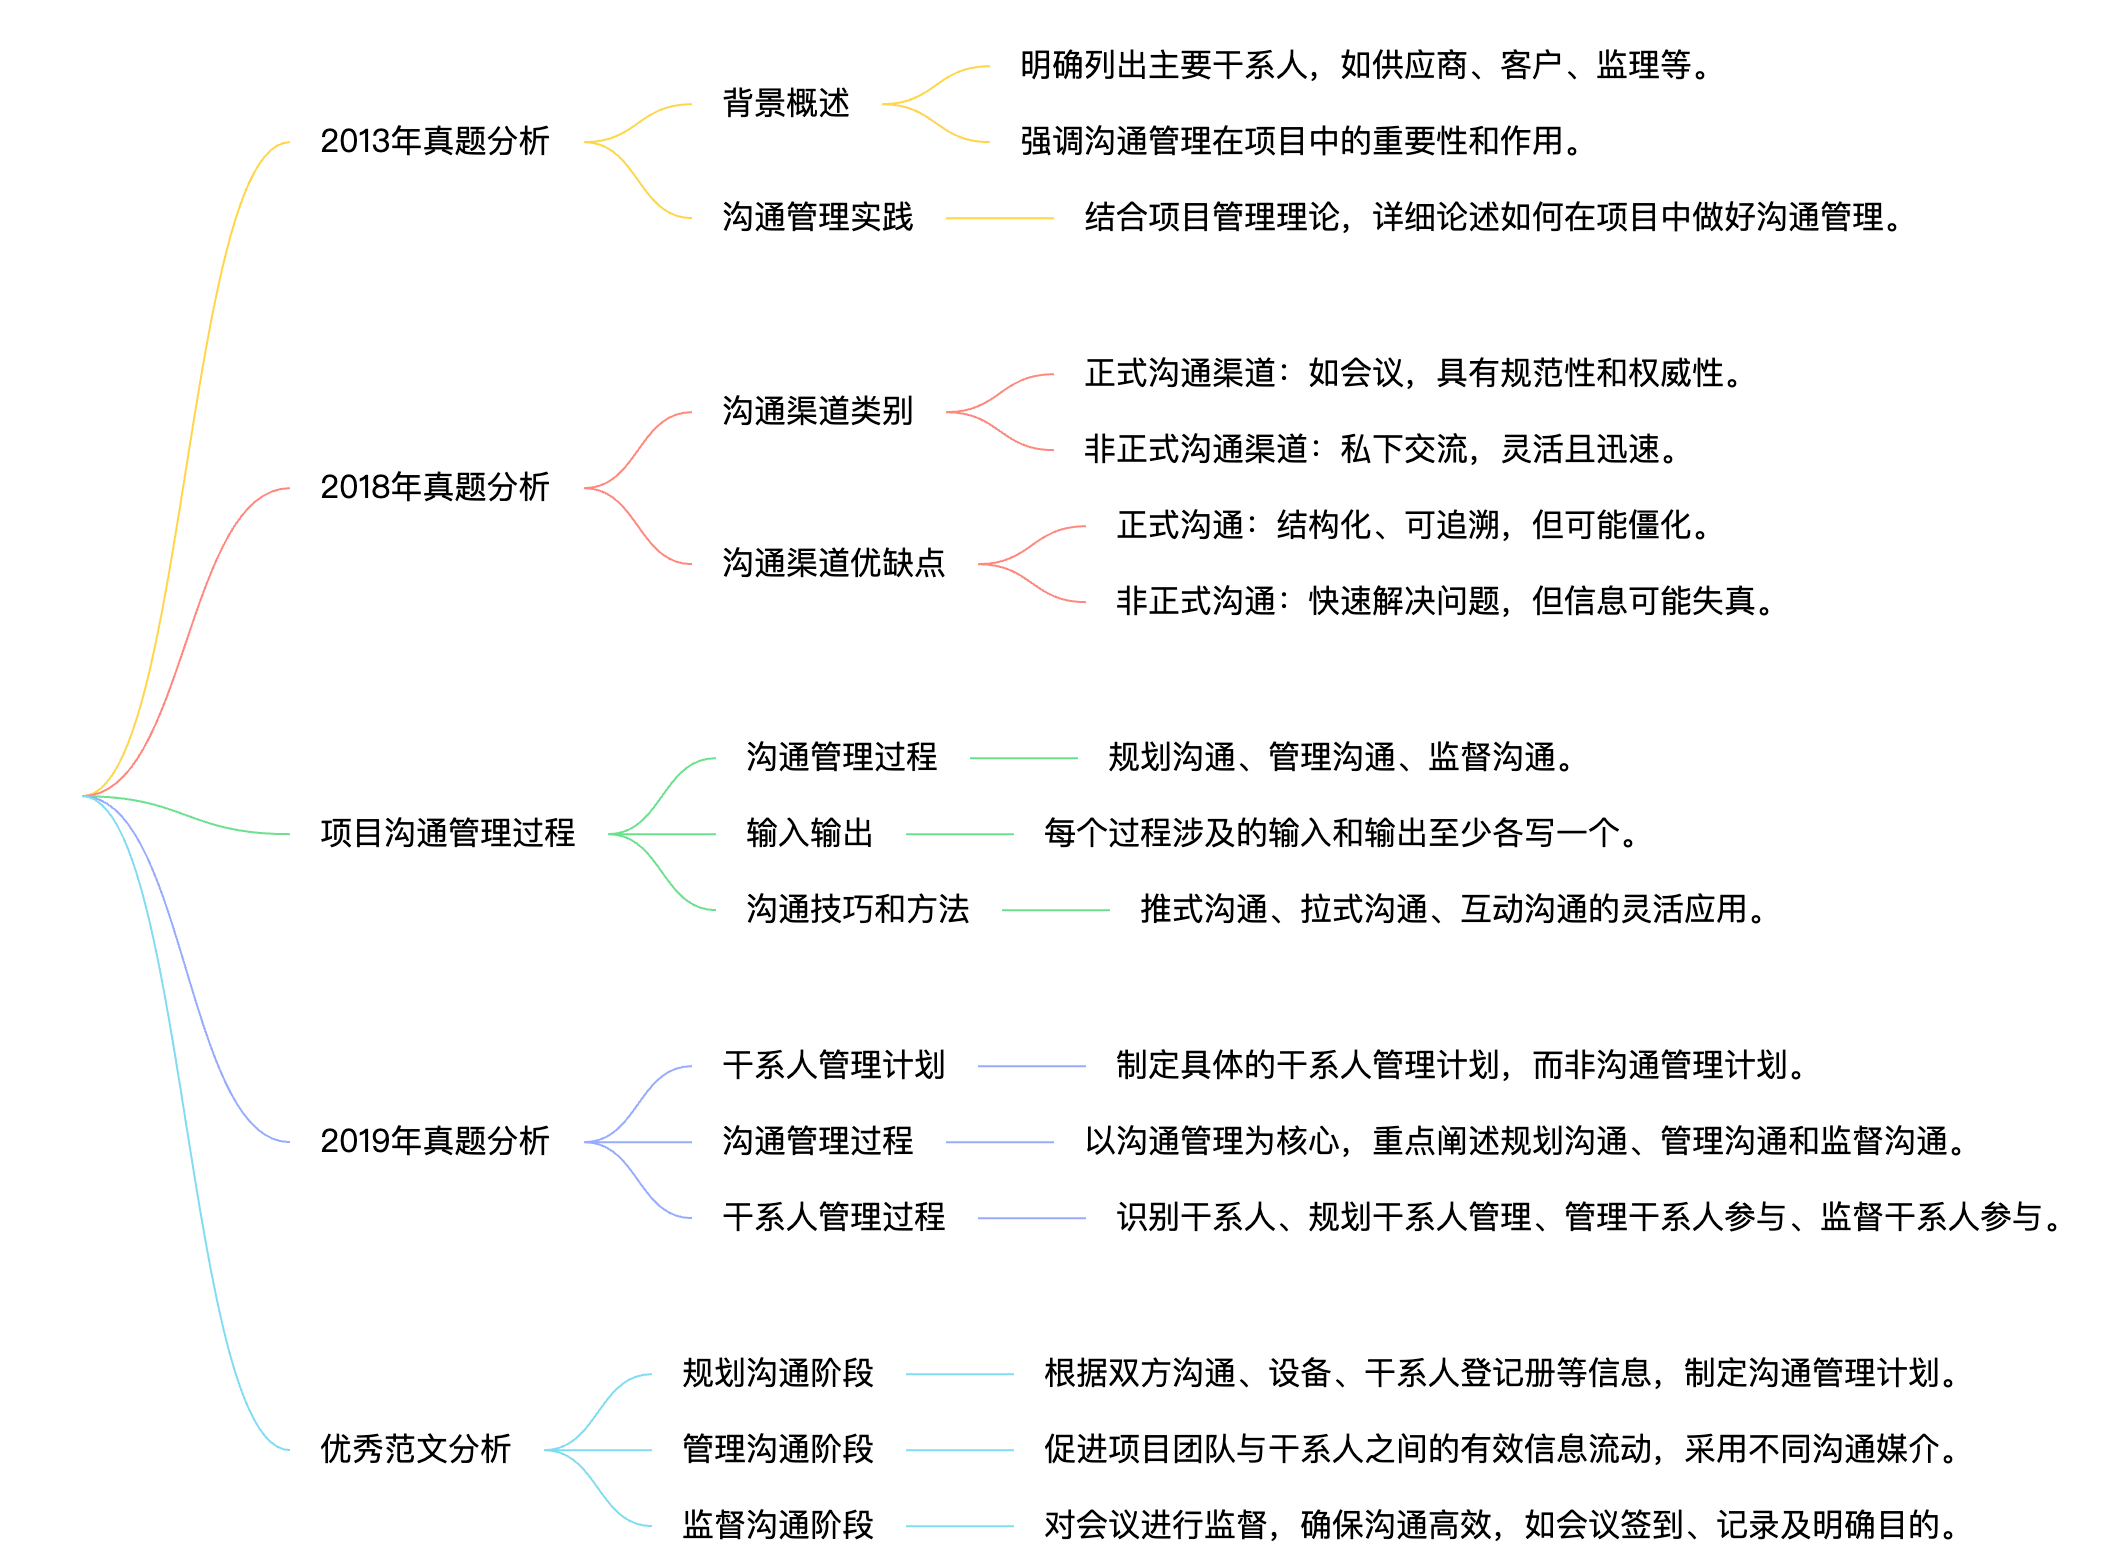 2013年真题分析
背景概述
明确列出主要干系人，如供应商、客户、监理等。
强调沟通管理在项目中的重要性和作用。
沟通管理实践
结合项目管理理论，详细论述如何在项目中做好沟通管理。
2018年真题分析
沟通渠道类别
正式沟通渠道：如会议，具有规范性和权威性。
非正式沟通渠道：私下交流，灵活且迅速。
沟通渠道优缺点
正式沟通：结构化、可追溯，但可能僵化。
非正式沟通：快速解决问题，但信息可能失真。
项目沟通管理过程
沟通管理过程
规划沟通、管理沟通、监督沟通。
输入输出
每个过程涉及的输入和输出至少各写一个。
沟通技巧和方法
推式沟通、拉式沟通、互动沟通的灵活应用。
2019年真题分析
干系人管理计划
制定具体的干系人管理计划，而非沟通管理计划。
沟通管理过程
以沟通管理为核心，重点阐述规划沟通、管理沟通和监督沟通。
干系人管理过程
识别干系人、规划干系人管理、管理干系人参与、监督干系人参与。
优秀范文分析
规划沟通阶段
根据双方沟通、设备、干系人登记册等信息，制定沟通管理计划。
管理沟通阶段
促进项目团队与干系人之间的有效信息流动，采用不同沟通媒介。
监督沟通阶段
对会议进行监督，确保沟通高效，如会议签到、记录及明确目的。